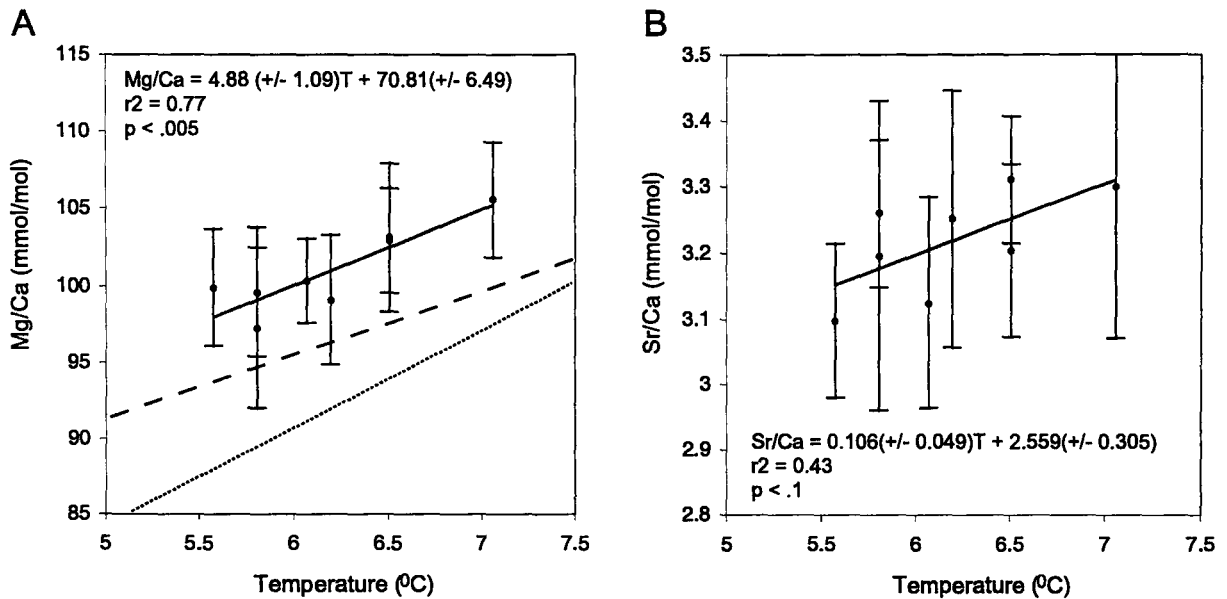 A
Mg/Ca = 4.88 (+/- 1.09)T + 70.81(+/- 6.49)
r2 = 0.77
p < .005
115
110
105
100
95
90
85
Mg/Ca (mmol/mol)
5
5.5
6
6.5
7
7.5
Temperature (⁰C)
B
3.5
3.4
3.3
3.2
3.1
3
2.9
2.8
Sr/Ca (mmol/mol)
Sr/Ca = 0.106(+/- 0.049)T + 2.559(+/- 0.305)
r2 = 0.43
p < .1
5
5.5
6
6.5
7
7.5
Temperature (⁰C)